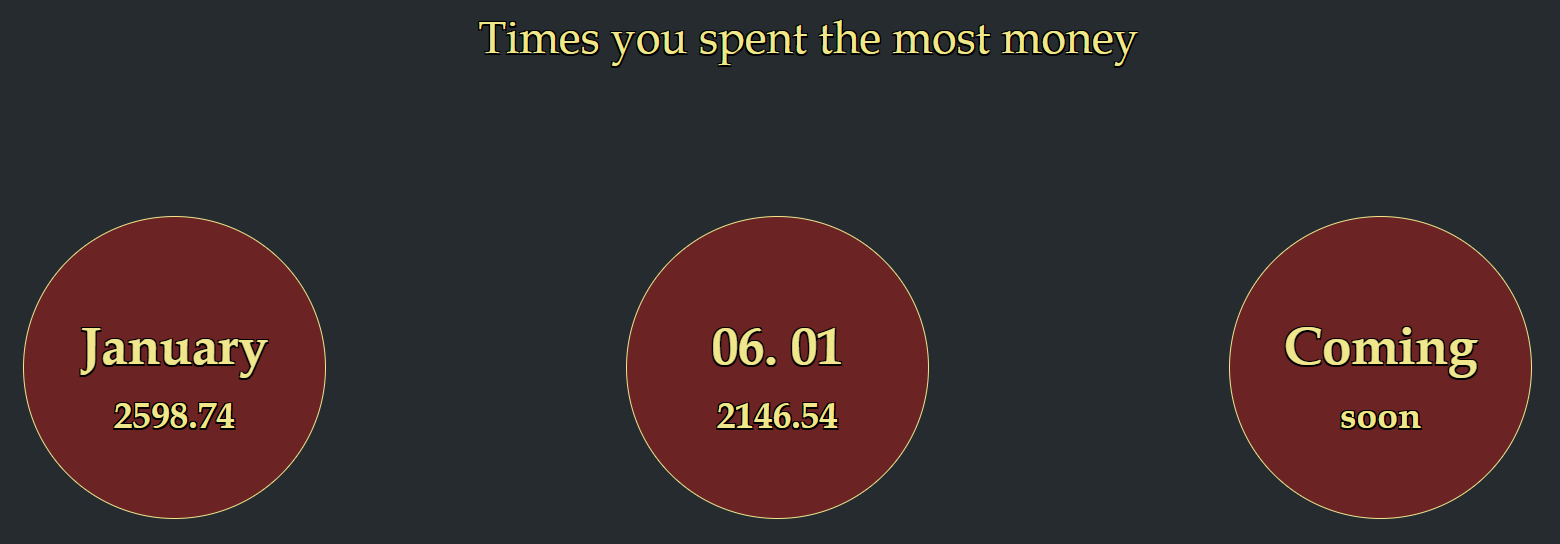 Times you spent the most money
January
2598.74
06. 01
2146.54
Coming
soon